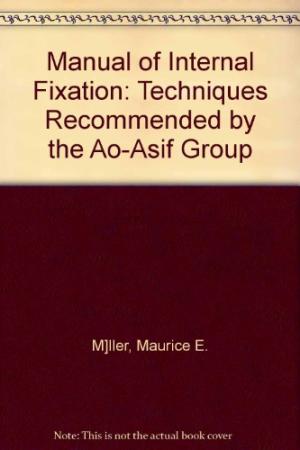 Manual of Internal
Fixation: Techniques
Recommended by
the Ao-Asif Group
M]ller, Maurice E.
Note: This is not the actual book cover